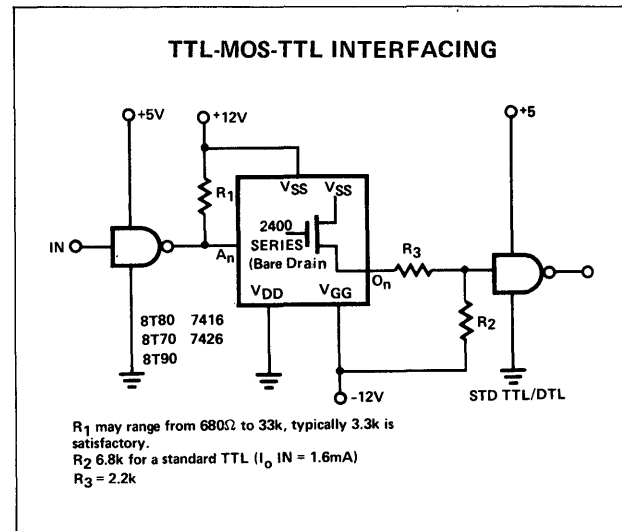 TTL-MOS-TTL INTERFACING
+5V
+12V
+5
R1
VSS VSS
2400
SERIES
(Bare Drain
IN
An
On
R3
R2
VDD VGG
8T80 7416
8T70 7426
8T90
-12V
STD TTL/DTL
R1 may range from 680Ω to 33k, typically 3.3k is
satisfactory.
R2 6.8k for a standard TTL (Io IN = 1.6mA)
R3 = 2.2k